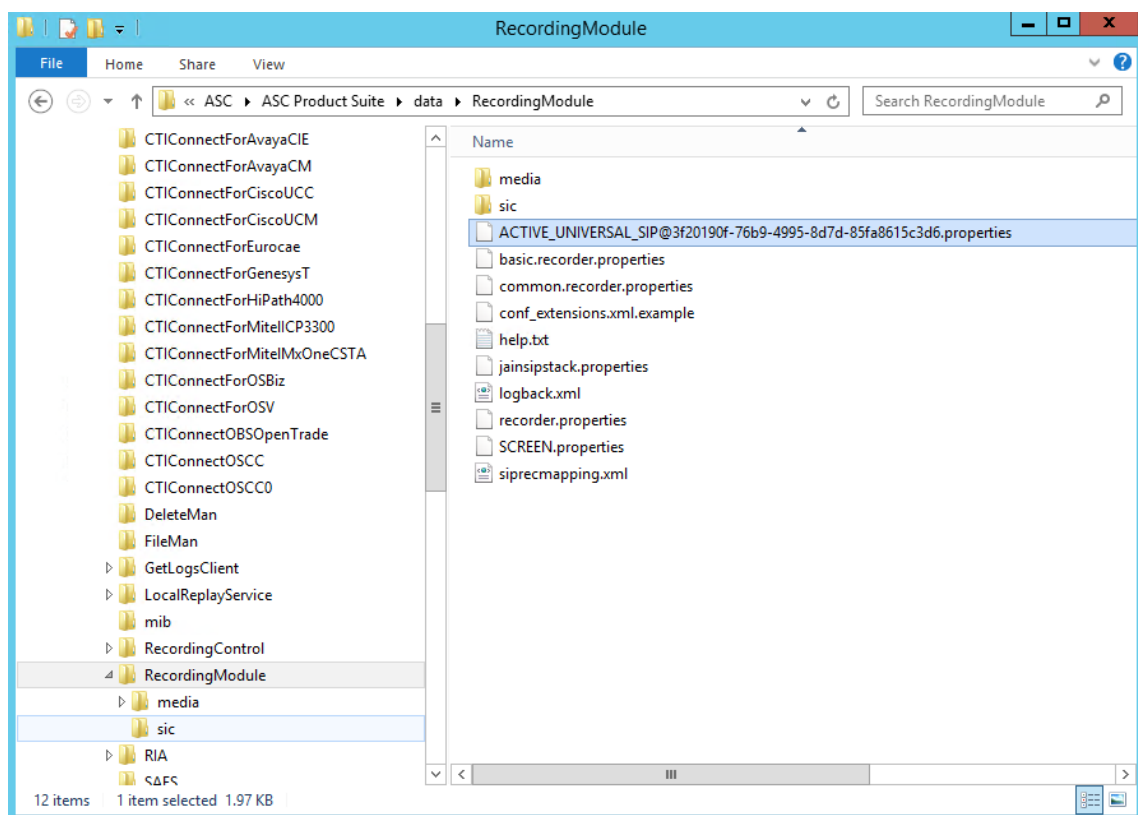 RecordingModule
File Home Share View
« ASC ASC Product Suite data RecordingModule Search RecordingModule
CTIConnectForAvayaCIE
CTIConnectForAvayaCM
CTIConnectForCiscoUCC
CTIConnectForCiscoUCM
CTIConnectForEurocae
CTIConnectForGenesysT
CTIConnectForHiPath4000
CTIConnectForMitelICP3300
CTIConnectForMitelMxOneCSTA
CTIConnectForOSBiz
CTIConnectForOSV
CTIConnectOBSOpenTrade
CTIConnectOSCC
CTIConnectOSCC0
DeleteMan
FileMan
GetLogsClient
LocalReplayService
mib
RecordingControl
RecordingModule
media
sic
RIA
SAFS
Name
media
sic
ACTIVE_UNIVERSAL_SIP@3f20190f-76b9-4995-8d7d-85fa8615c3d6.properties
basic.recorder.properties
common.recorder.properties
conf_extensions.xml.example
help.txt
jainsipstack.properties
logback.xml
recorder.properties
SCREEN.properties
siprecmapping.xml
12 items 1 item selected 1.97 KB